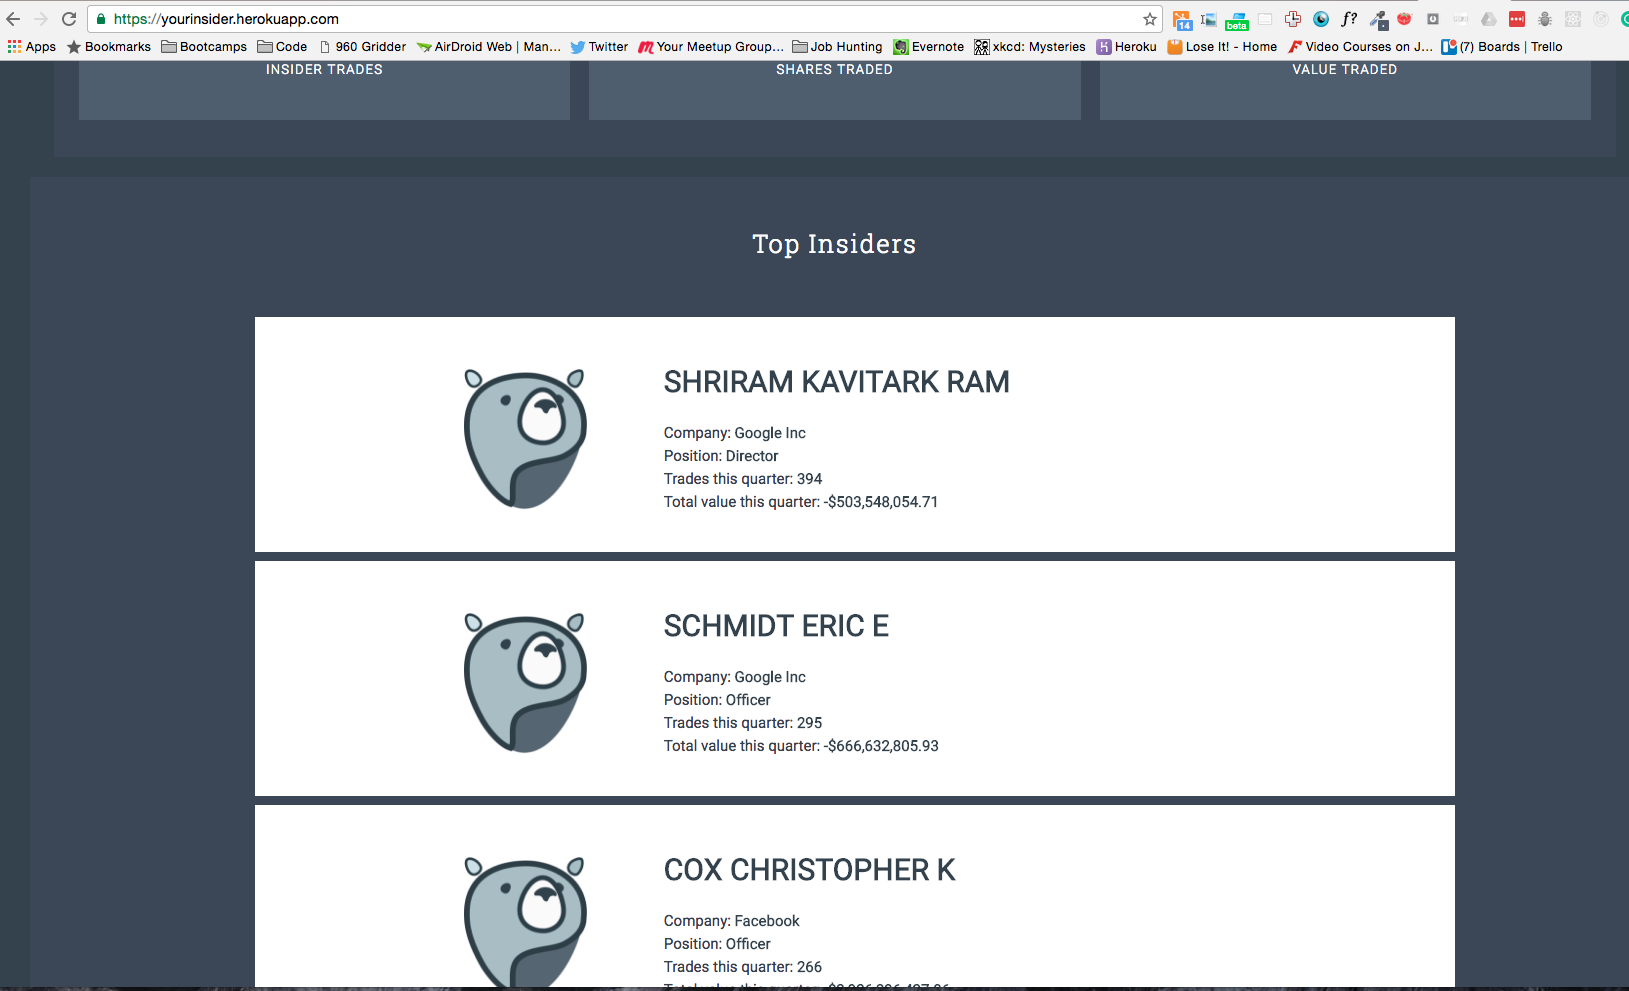 https://yourinsider.herokuapp.com
14
beta
f?
Apps Bookmarks Bootcamps Code 960 Gridder AirDroid Web | Man... Twitter Your Meetup Group... Job Hunting Evernote xkcd: Mysteries Heroku Lose It! - Home Video Courses on J... (7) Boards | Trello
INSIDER TRADES SHARES TRADED VALUE TRADED
Top Insiders
SHRIRAM KAVITARK RAM
Company: Google Inc
Position: Director
Trades this quarter: 394
Total value this quarter: -$503,548,054.71
SCHMIDT ERIC E
Company: Google Inc
Position: Officer
Trades this quarter: 295
Total value this quarter: -$666,632,805.93
COX CHRISTOPHER K
Company: Facebook
Position: Officer
Trades this quarter: 266
Total value this quarter: